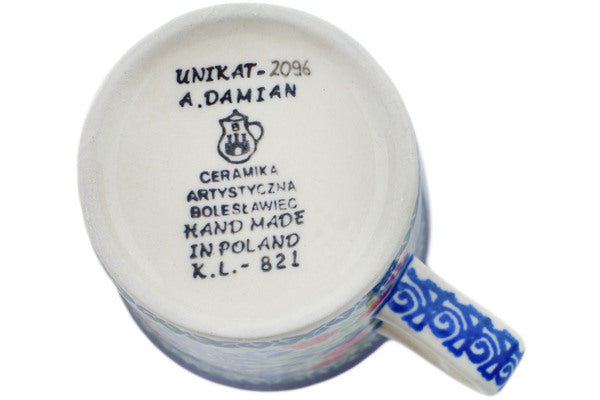 UNIKAT-2096
A. DAMIAN
B
CERAMIKA
ARTYSTYCZNA
BOLESŁAWIEC
HAND MADE
IN POLAND
K.L.- 821